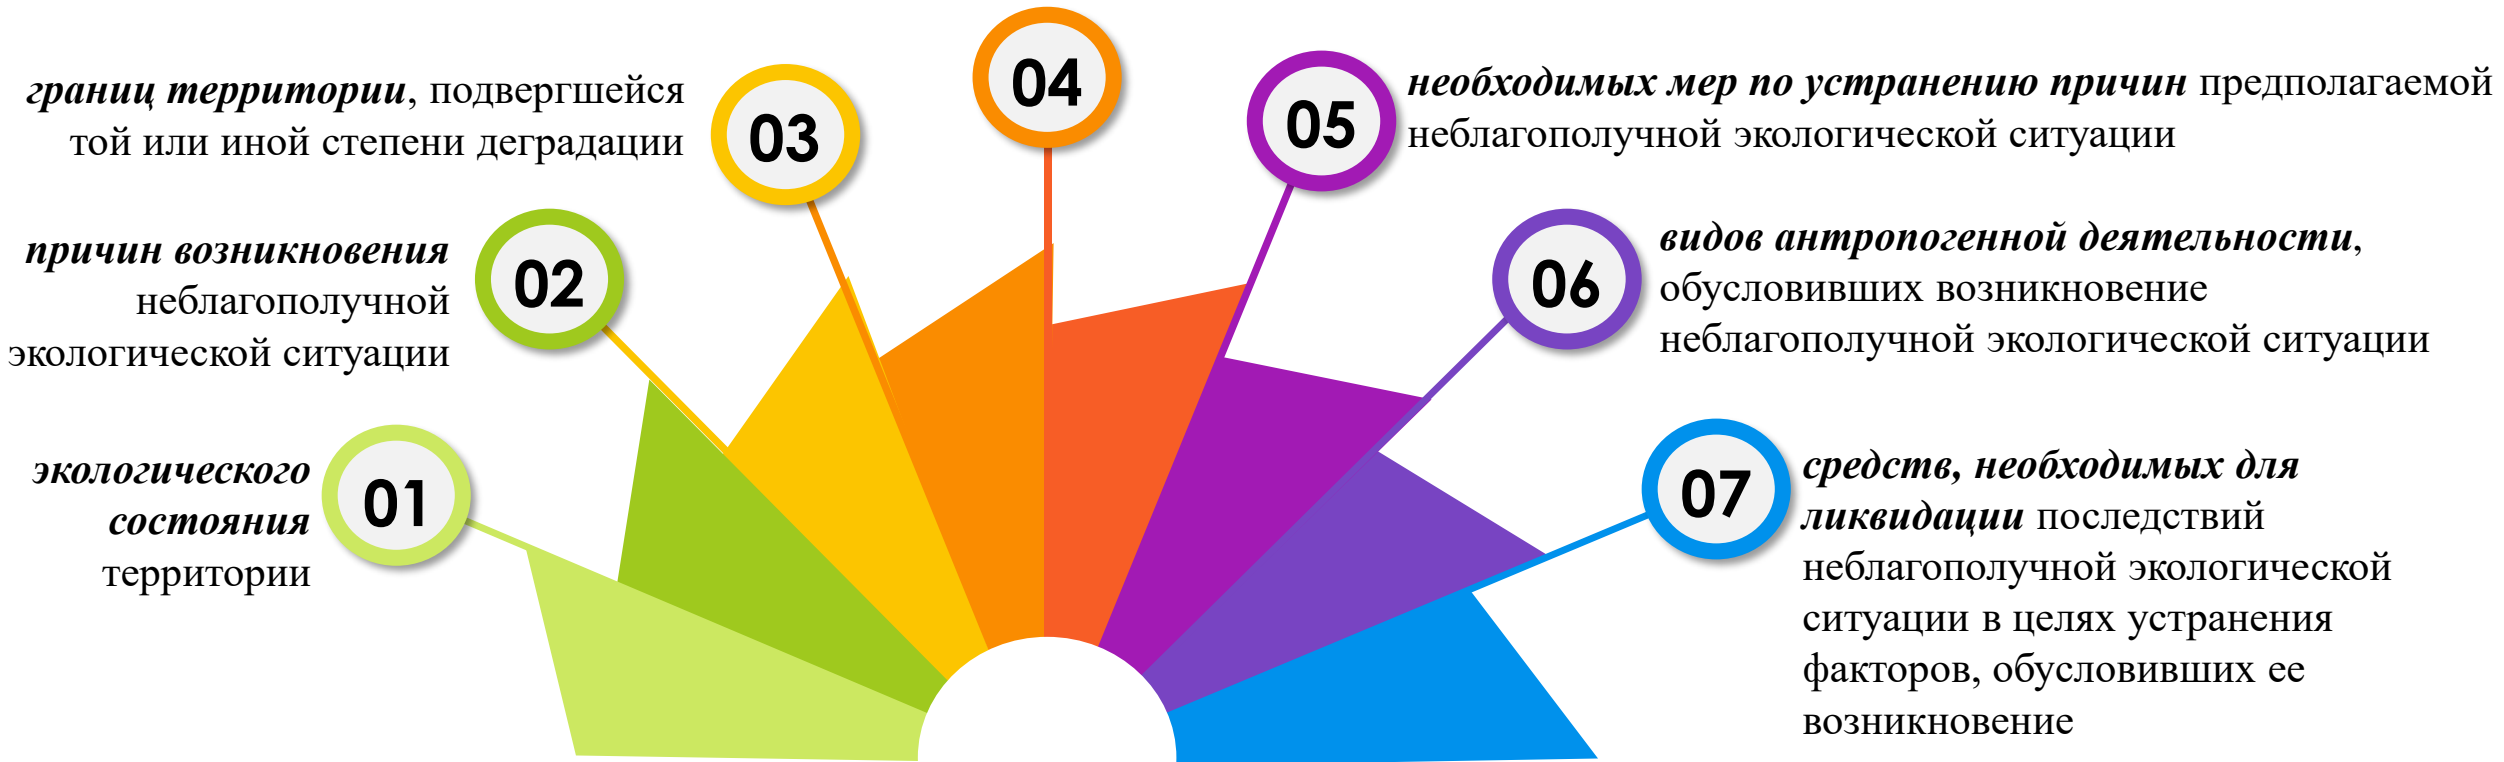 01
экологического
состояния
территории
02
причин возникновения
неблагополучной
экологической ситуации
03
границ территории, подвергшейся
той или иной степени деградации
04
05
необходимых мер по устранению причин предполагаемой
неблагополучной экологической ситуации
06
видов антропогенной деятельности,
обусловивших возникновение
неблагополучной экологической ситуации
07
средств, необходимых для
ликвидации последствий
неблагополучной экологической
ситуации в целях устранения
факторов, обусловивших ее
возникновение